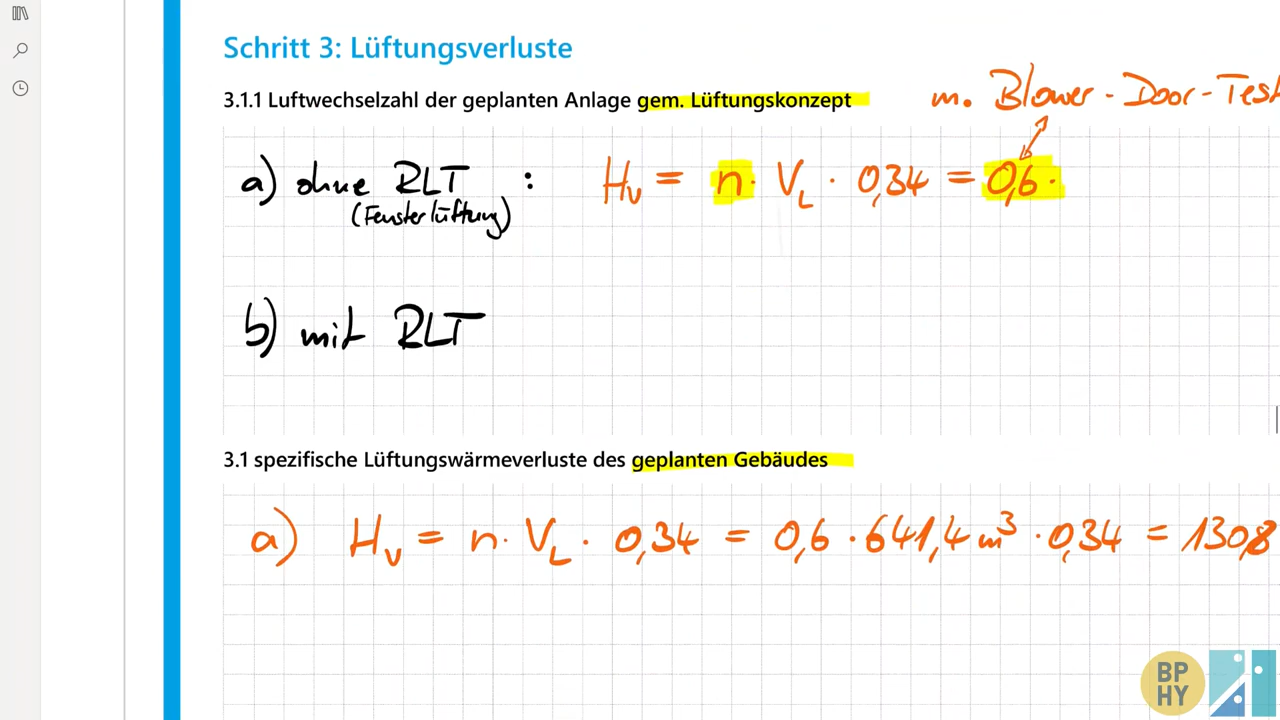 Schritt 3: Lüftungsverluste
m. Blower-Door-Test
3.1.1 Luftwechselzahl der geplanten Anlage gem. Lüftungskonzept
a) ohne RLT : Hv = n · VL · 0,34 = 0,6 ·
(Fensterlüftung)
b) mit RLT
3.1 spezifische Lüftungswärmeverluste des geplanten Gebäudes
a) Hv = n · VL · 0,34 = 0,6 · 641,4 m³ · 0,34 = 130,8
BP
HY